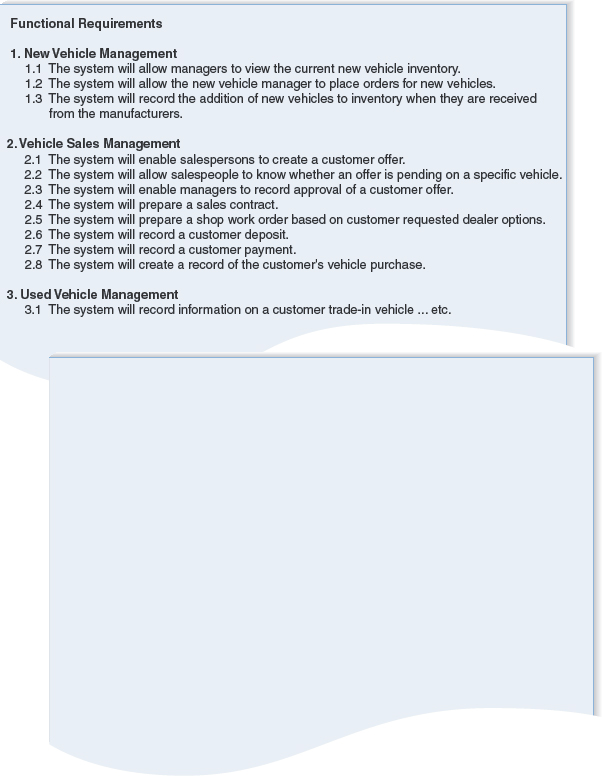 Functional Requirements
1. New Vehicle Management
1.1 The system will allow managers to view the current new vehicle inventory.
1.2 The system will allow the new vehicle manager to place orders for new vehicles.
1.3 The system will record the addition of new vehicles to inventory when they are received
from the manufacturers.
2. Vehicle Sales Management
2.1 The system will enable salespersons to create a customer offer.
2.2 The system will allow salespeople to know whether an offer is pending on a specific vehicle.
2.3 The system will enable managers to record approval of a customer offer.
2.4 The system will prepare a sales contract.
2.5 The system will prepare a shop work order based on customer requested dealer options.
2.6 The system will record a customer deposit.
2.7 The system will record a customer payment.
2.8 The system will create a record of the customer's vehicle purchase.
3. Used Vehicle Management
3.1 The system will record information on a customer trade-in vehicle ... etc.